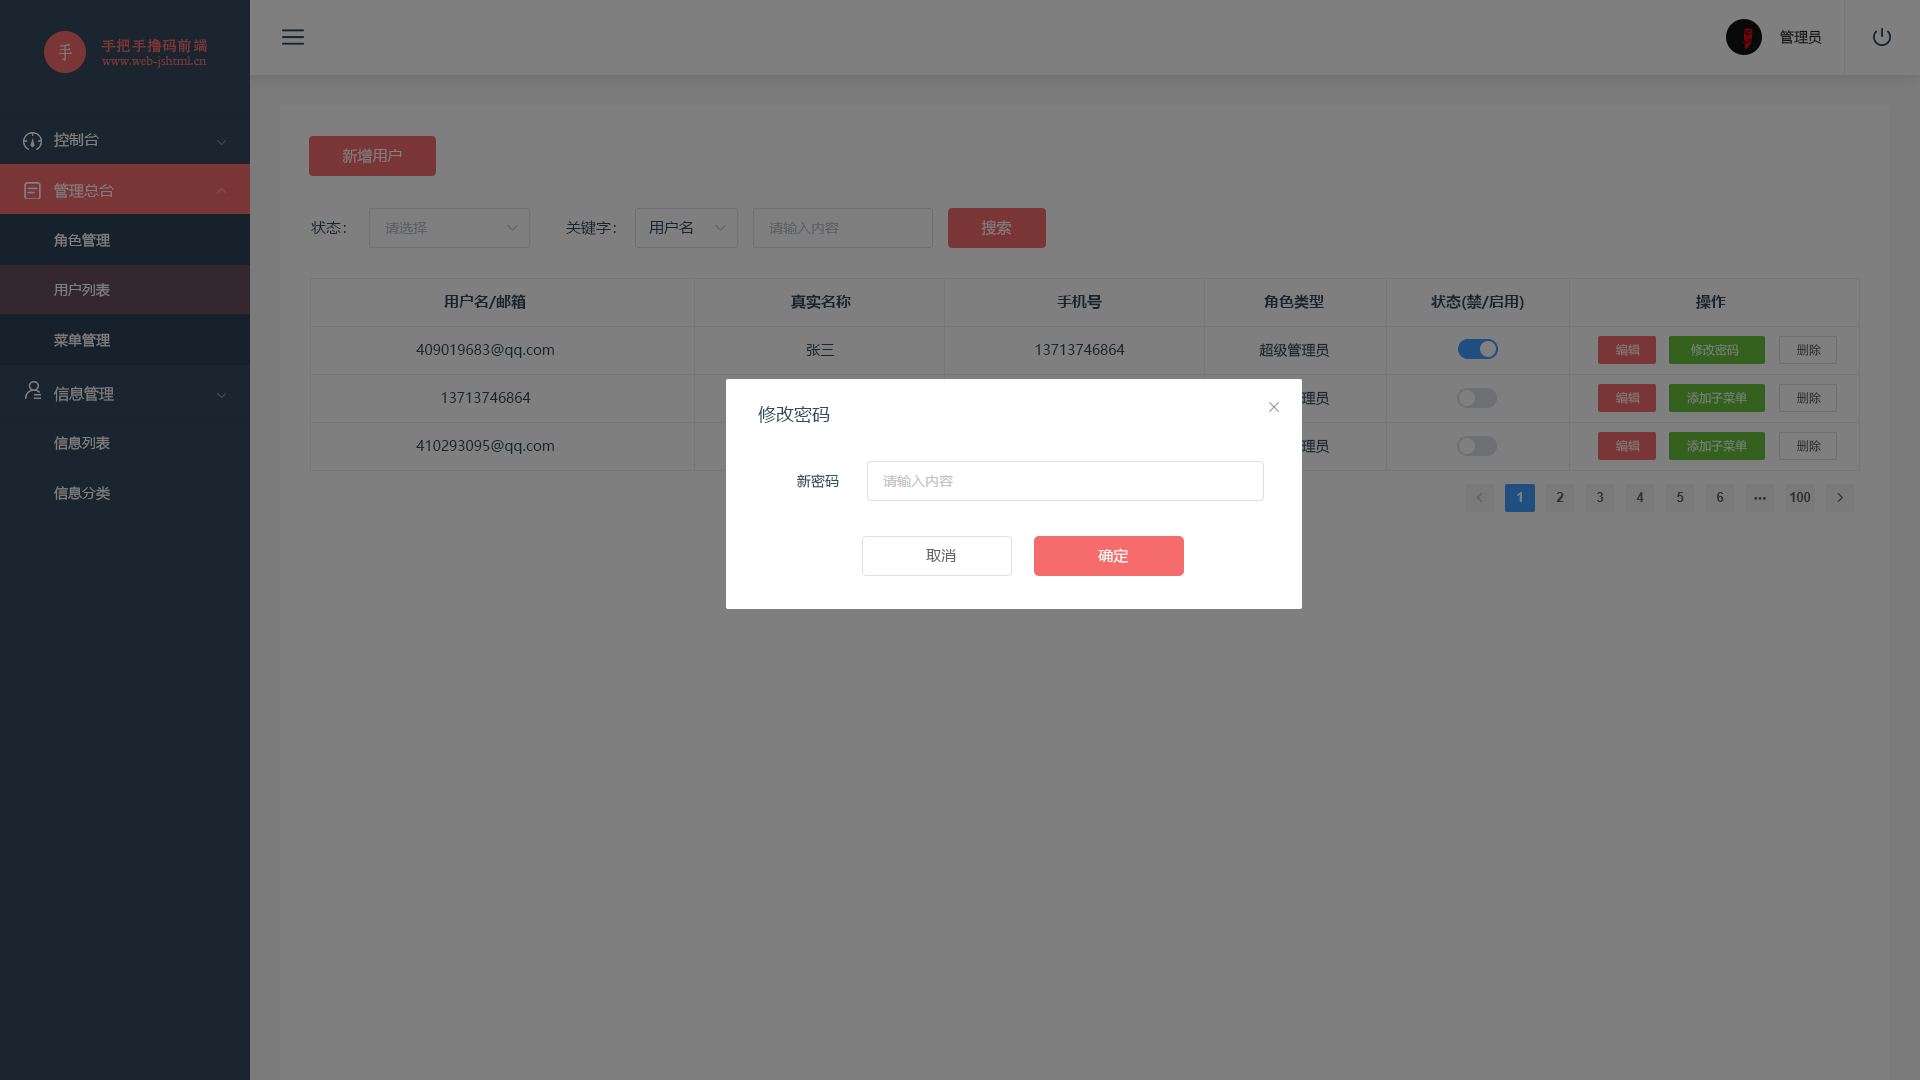 手
手把手撸码前端
www.web-jshtml.cn
管理员
控制台
管理总台
角色管理
用户列表
菜单管理
信息管理
信息列表
信息分类
新增用户
状态： 请选择 关键字： 用户名 请输入内容 搜索
用户名/邮箱 真实名称 手机号 角色类型 状态(禁/启用) 操作
409019683@qq.com 张三 13713746864 超级管理员 编辑 修改密码 删除
13713746864 理员 编辑 添加子菜单 删除
410293095@qq.com 理员 编辑 添加子菜单 删除
1 2 3 4 5 6 ... 100
修改密码
新密码 请输入内容
取消 确定